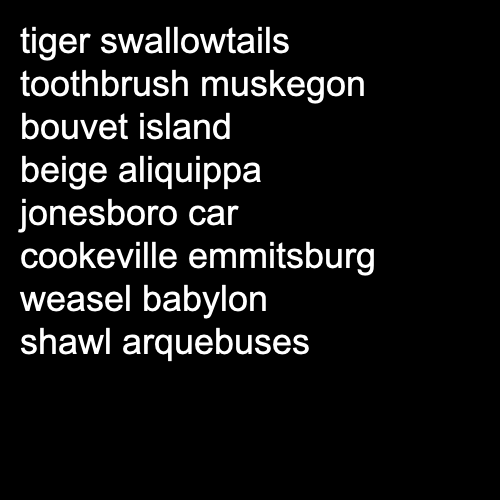 tiger swallowtails
toothbrush muskegon
bouvet island
beige aliquippa
jonesboro car
cookeville emmitsburg
weasel babylon
shawl arquebuses